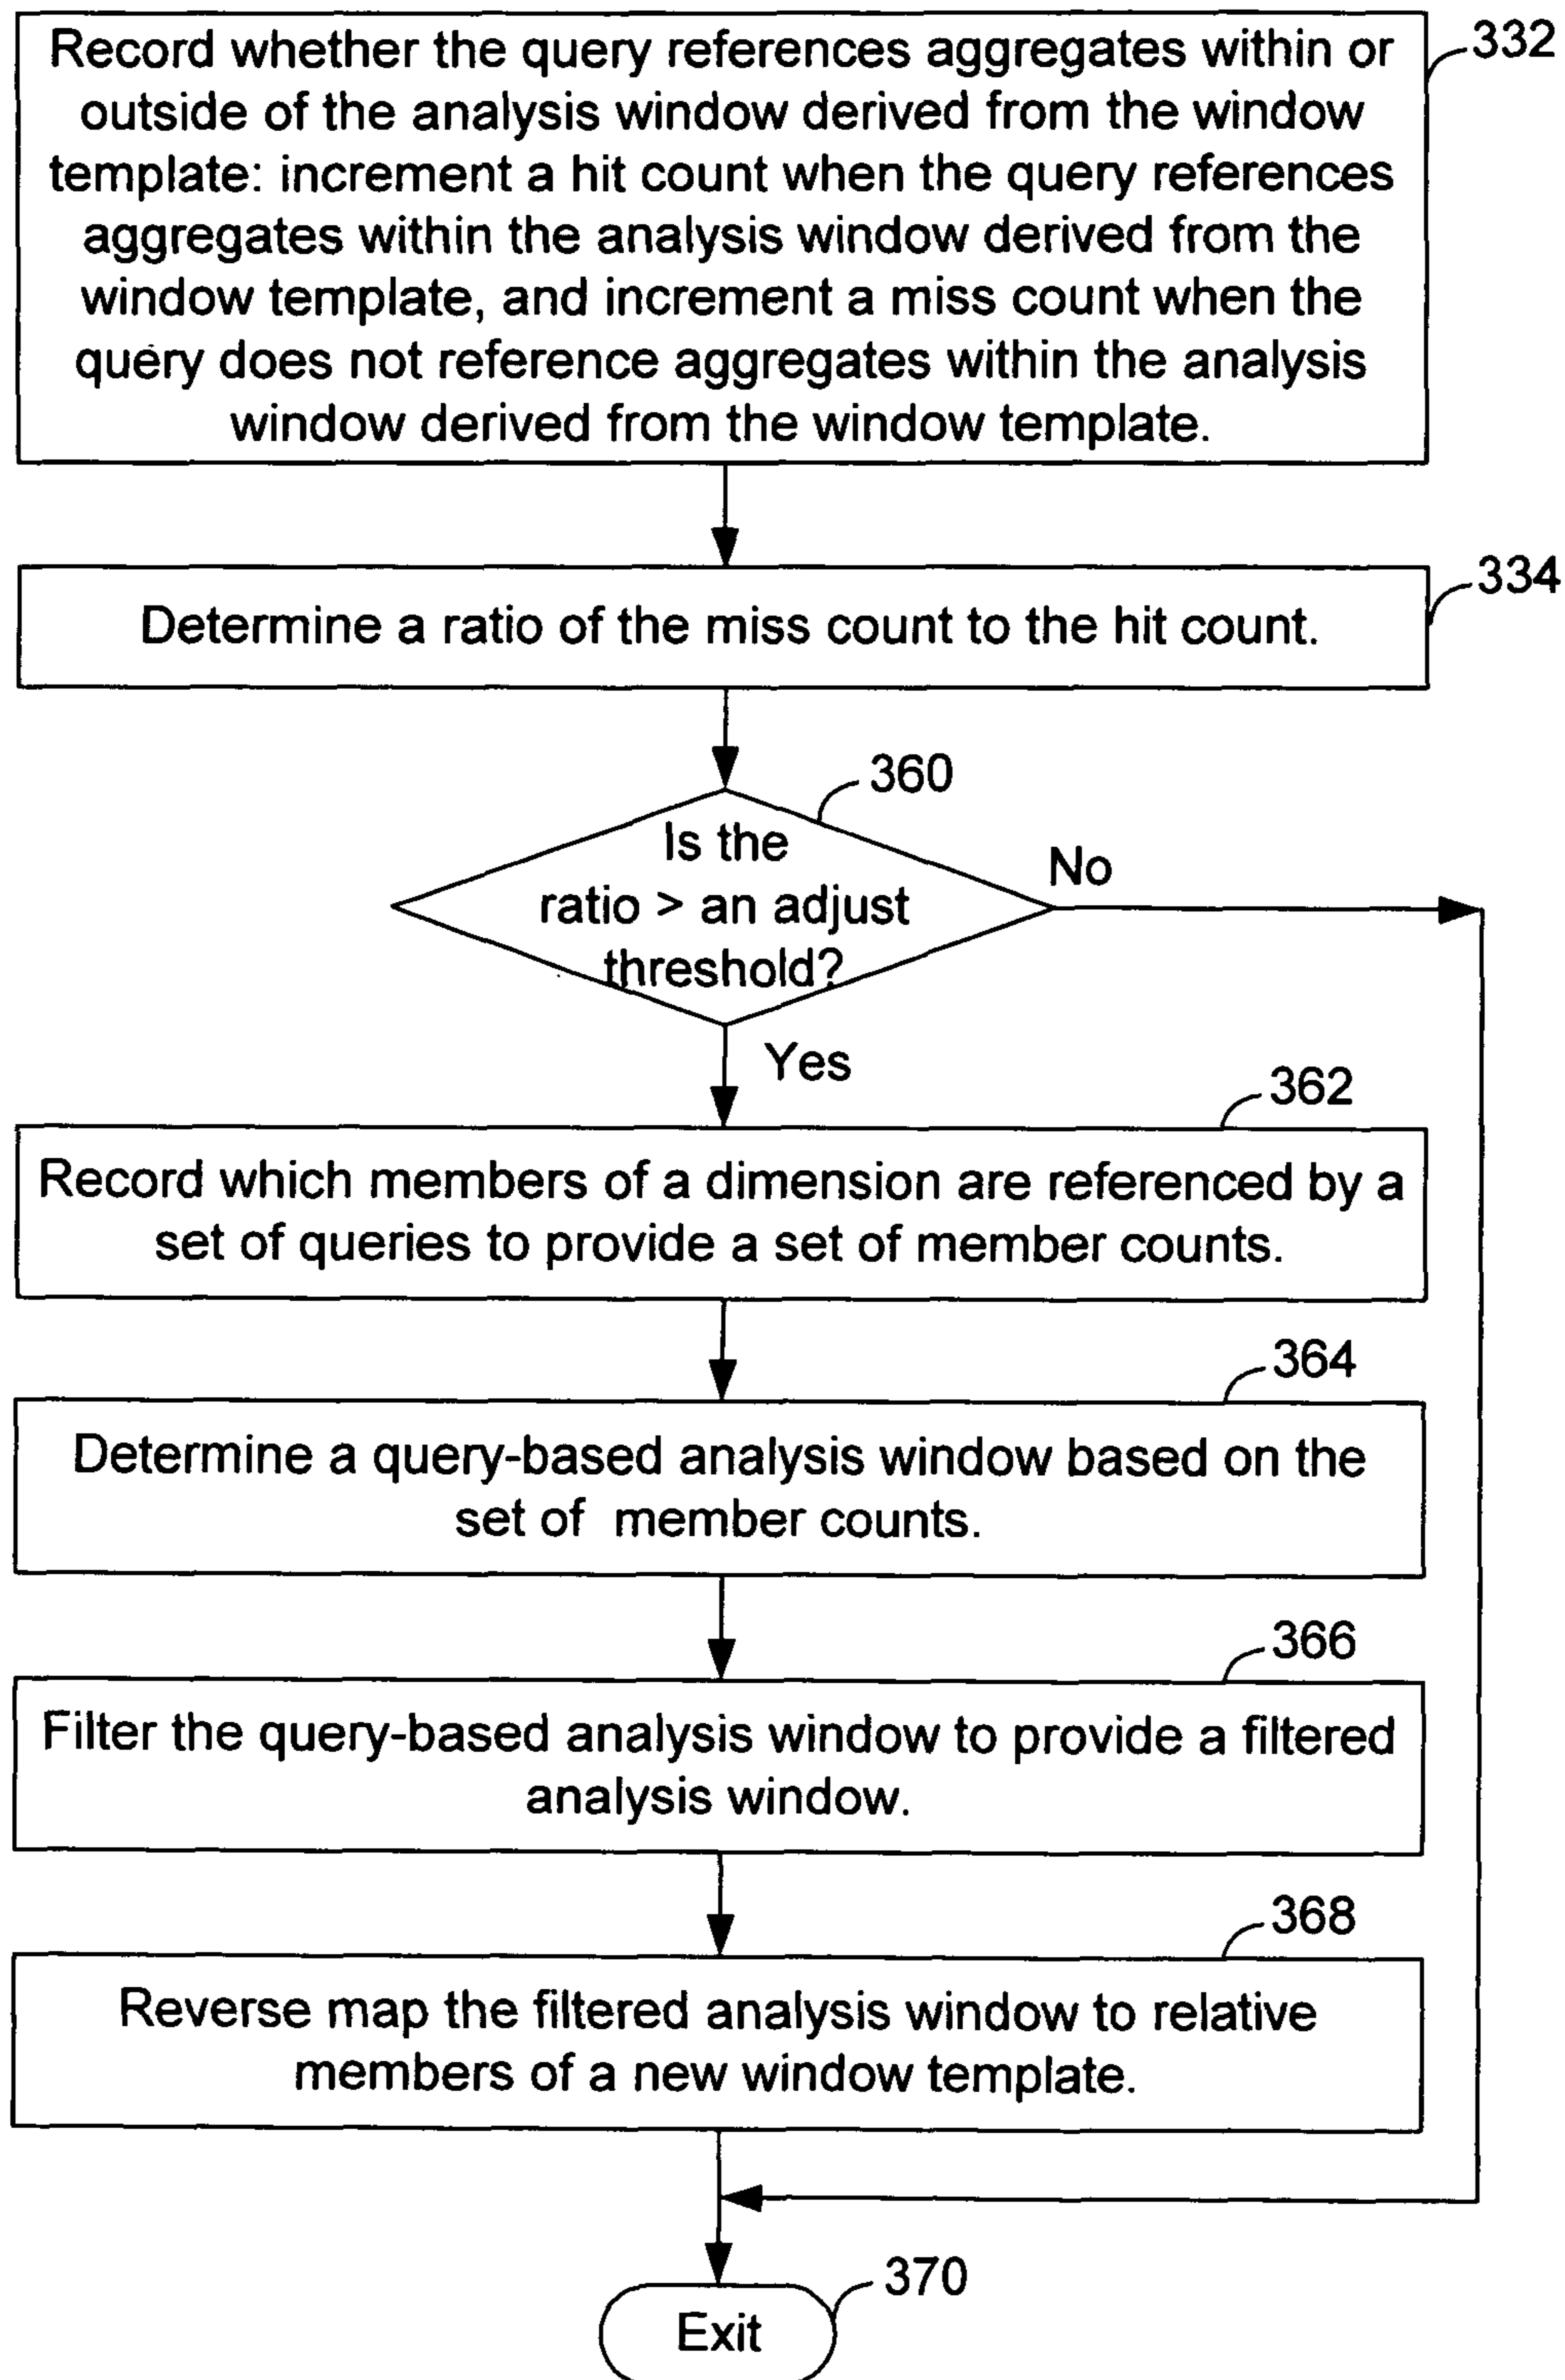 Record whether the query references aggregates within or
outside of the analysis window derived from the window
template: increment a hit count when the query references
aggregates within the analysis window derived from the
window template, and increment a miss count when the
query does not reference aggregates within the analysis
window derived from the window template.
332
Determine a ratio of the miss count to the hit count.
334
360
Is the
ratio > an adjust
threshold?
No
Yes
362
Record which members of a dimension are referenced by a
set of queries to provide a set of member counts.
364
Determine a query-based analysis window based on the
set of member counts.
366
Filter the query-based analysis window to provide a filtered
analysis window.
368
Reverse map the filtered analysis window to relative
members of a new window template.
370
Exit